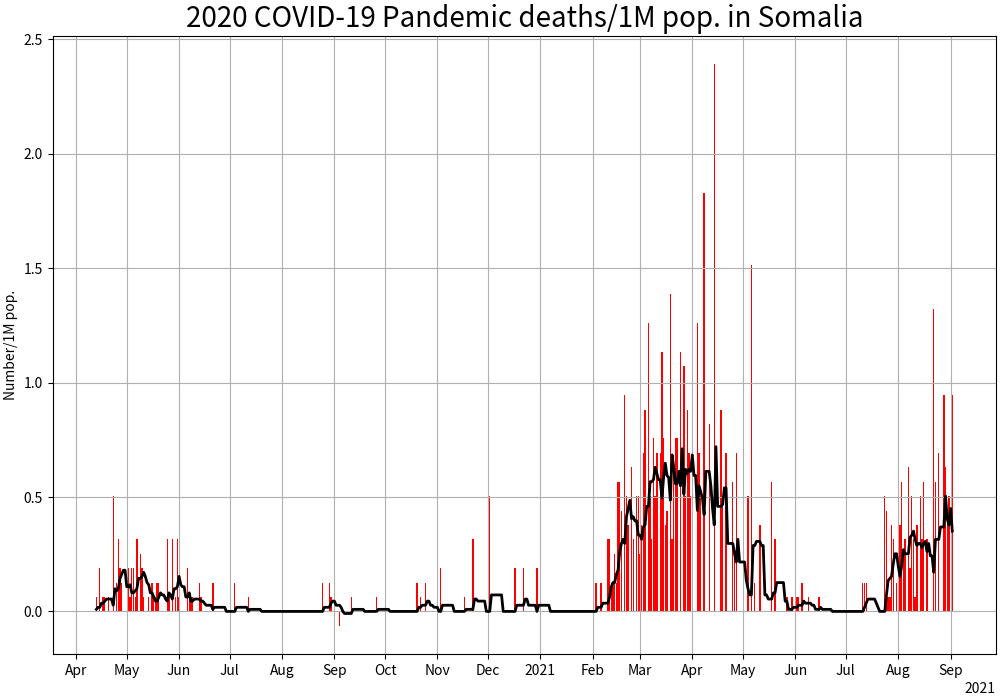 2020 COVID-19 Pandemic deaths/1M pop. in Somalia
Number/1M pop.
2.5
2.0
1.5
1.0
0.5
0.0
Apr May Jun Jul Aug Sep Oct Nov Dec 2021 Feb Mar Apr May Jun Jul Aug Sep
2021